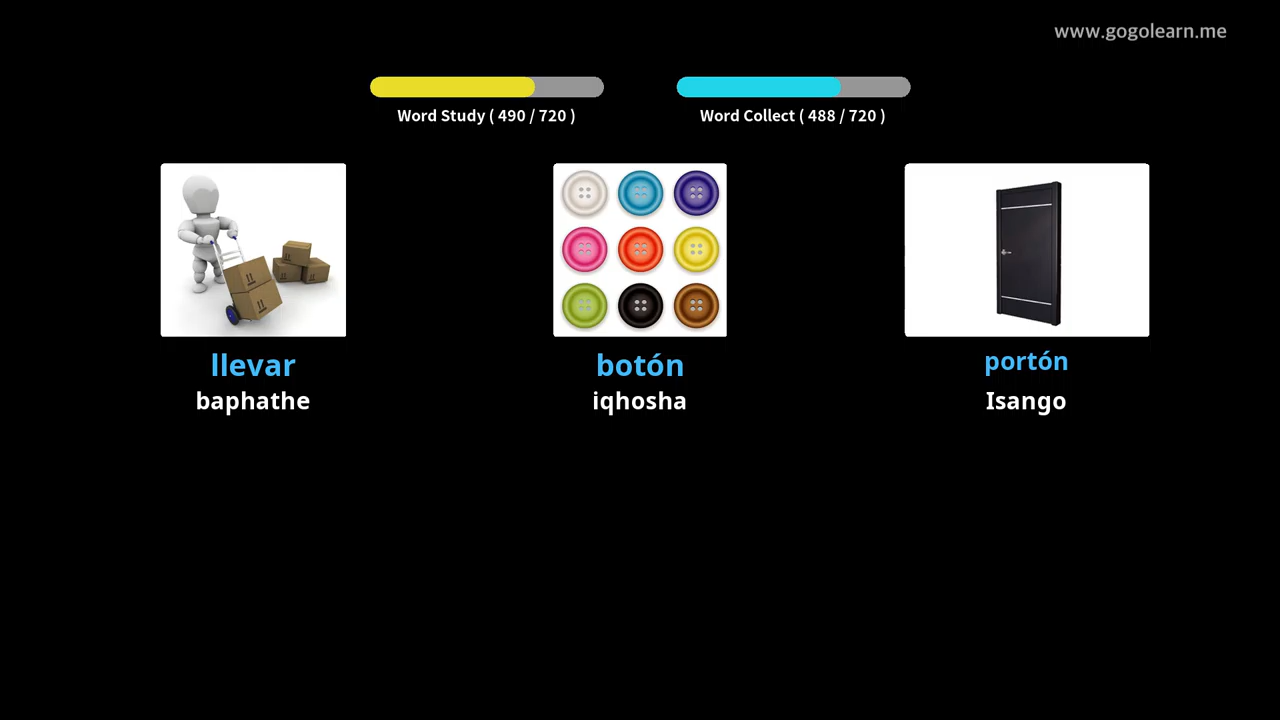 www.gogolearn.me
Word Study ( 490 / 720 )
Word Collect ( 488 / 720 )
llevar
baphathe
botón
iqhosha
portón
Isango